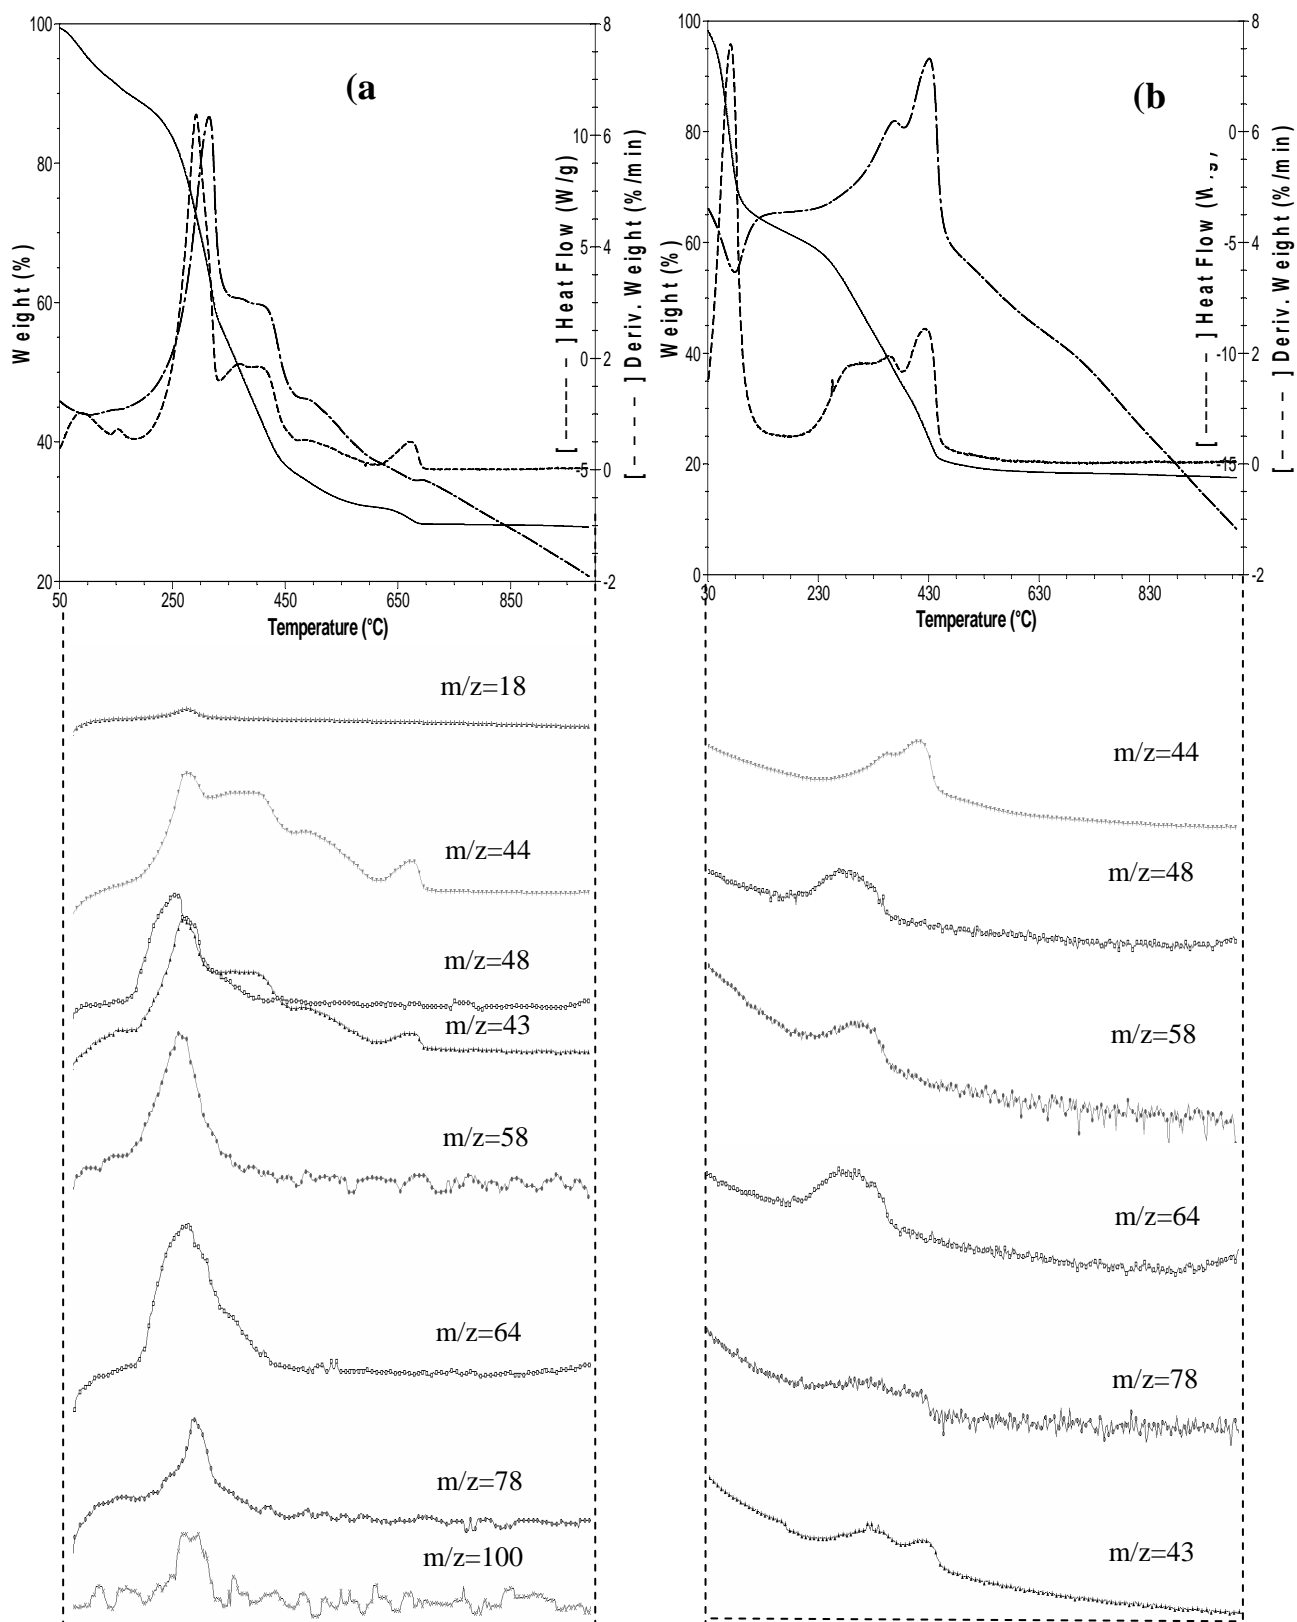 (a
100
80
60
40
20
Weight (%)
10
5
0
-5
[ ––––– – ] Heat Flow (W/g)
8
6
4
2
0
-2
[ – – – – ] Deriv. Weight (%/min)
50
250
450
650
850
Temperature (°C)
(b
100
80
60
40
20
0
Weight (%)
0
-5
-10
-15
[ ––––– – ] Heat Flow
8
6
4
2
0
-2
[ – – – – ] Deriv. Weight (%/min)
30
230
430
630
830
Temperature (°C)
m/z=18
m/z=44
m/z=48
m/z=43
m/z=58
m/z=64
m/z=78
m/z=100
m/z=44
m/z=48
m/z=58
m/z=64
m/z=78
m/z=43